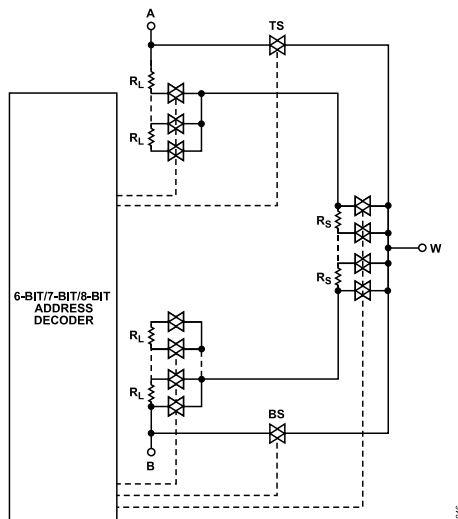 A
TS
RL
RL
RS
W
RS
6-BIT/7-BIT/8-BIT
ADDRESS
DECODER
RL
RL
BS
B